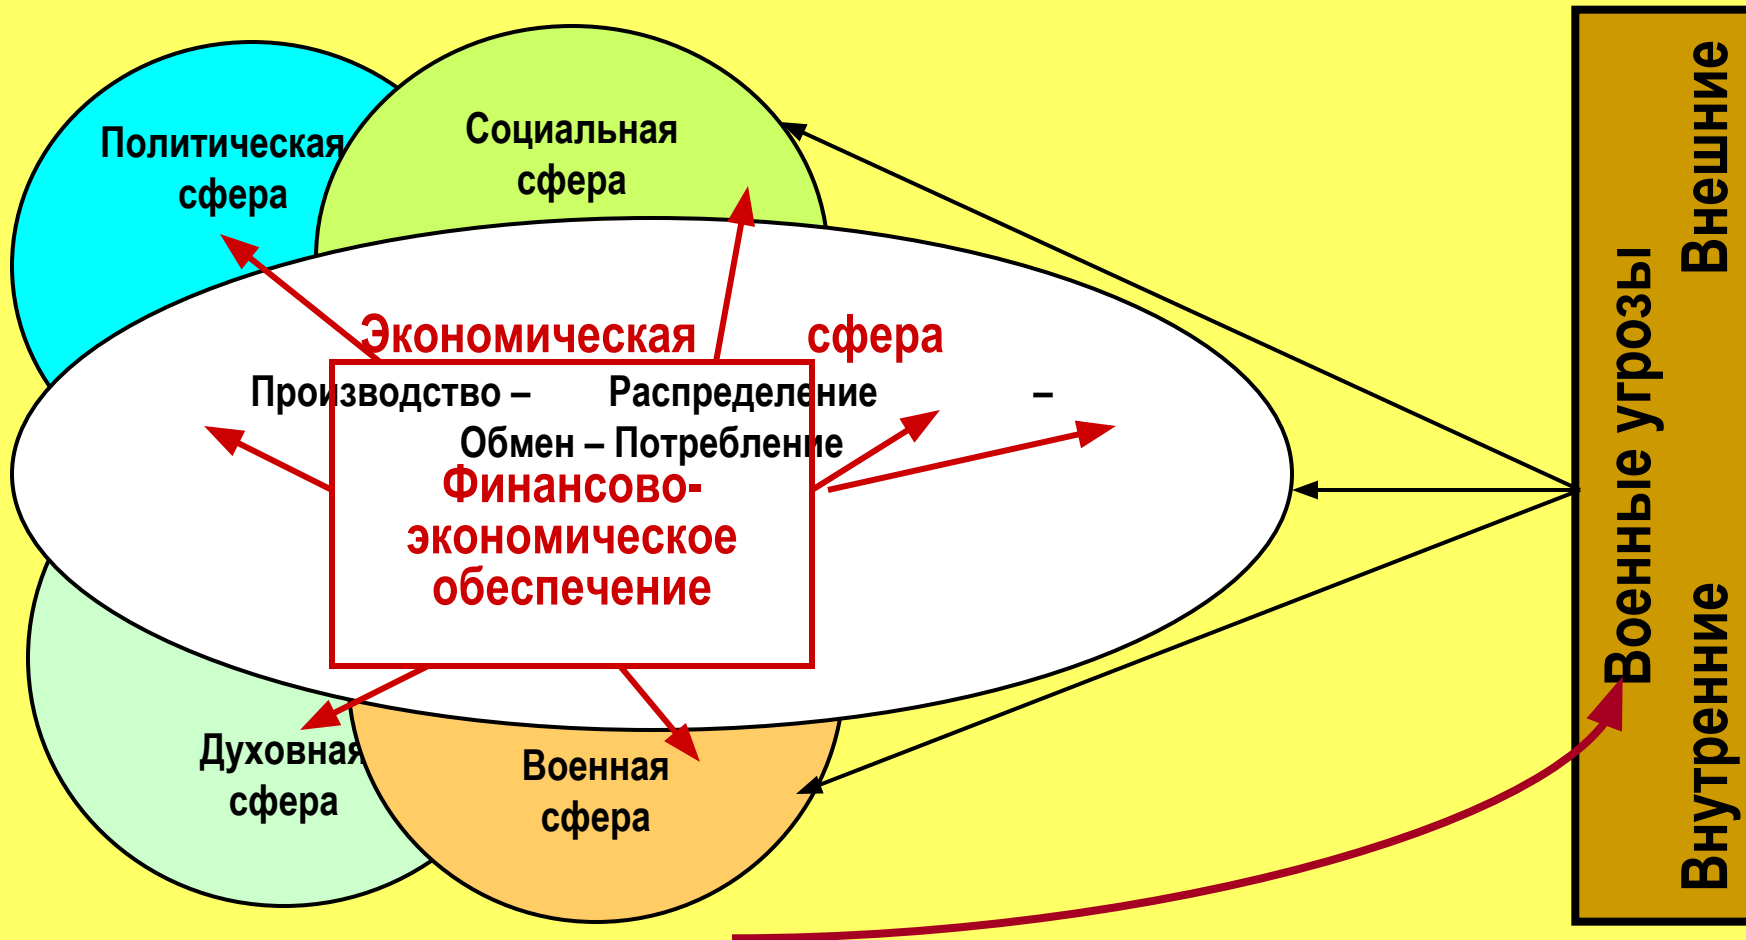 Политическая
сфера
Социальная
сфера
Экономическая сфера
Производство – Распределение –
Обмен – Потребление
Финансово-
экономическое
обеспечение
Духовная
сфера
Военная
сфера
Военные угрозы
Внутренние Внешние